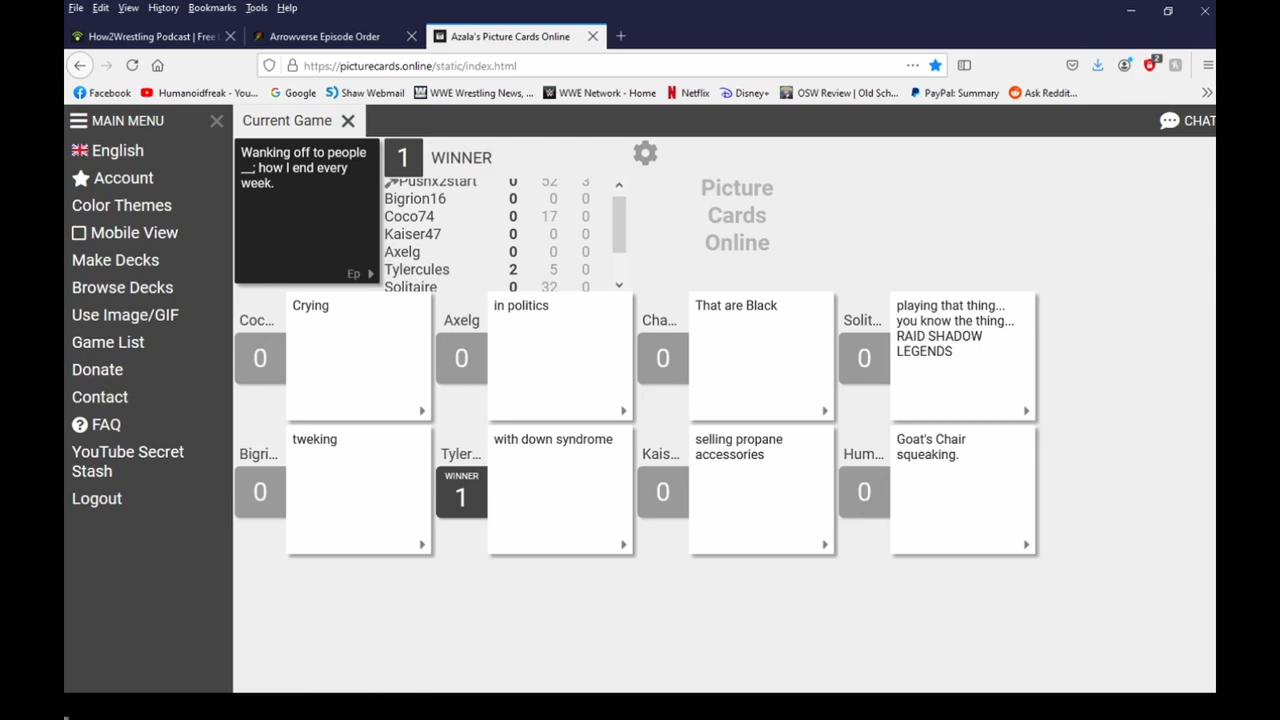 File Edit View History Bookmarks Tools Help
How2Wrestling Podcast | Free
Arrowverse Episode Order
Azala's Picture Cards Online
https://picturecards.online/static/index.html
2
Facebook Humanoidfreak - You... Google Shaw Webmail WWE Wrestling News, ... WWE Network - Home Netflix Disney+ OSW Review | Old Sch... PayPal: Summary Ask Reddit...
MAIN MENU
Current Game
CHAT
English
Account
Color Themes
Mobile View
Make Decks
Browse Decks
Use Image/GIF
Game List
Donate
Contact
FAQ
YouTube Secret
Stash
Logout
Wanking off to people
__; how I end every
week.
Ep
1 WINNER
Pushx2start 0 52 3
Bigrion16 0 0 0
Coco74 0 17 0
Kaiser47 0 0 0
Axelg 0 0 0
Tylercules 2 5 0
Solitaire 0 32 0
Picture
Cards
Online
Coc...
0
Crying
Axelg
0
in politics
Cha...
0
That are Black
Solit...
0
playing that thing...
you know the thing...
RAID SHADOW
LEGENDS
Bigri...
0
tweking
Tyler...
WINNER
1
with down syndrome
Kais...
0
selling propane
accessories
Hum...
0
Goat's Chair
squeaking.